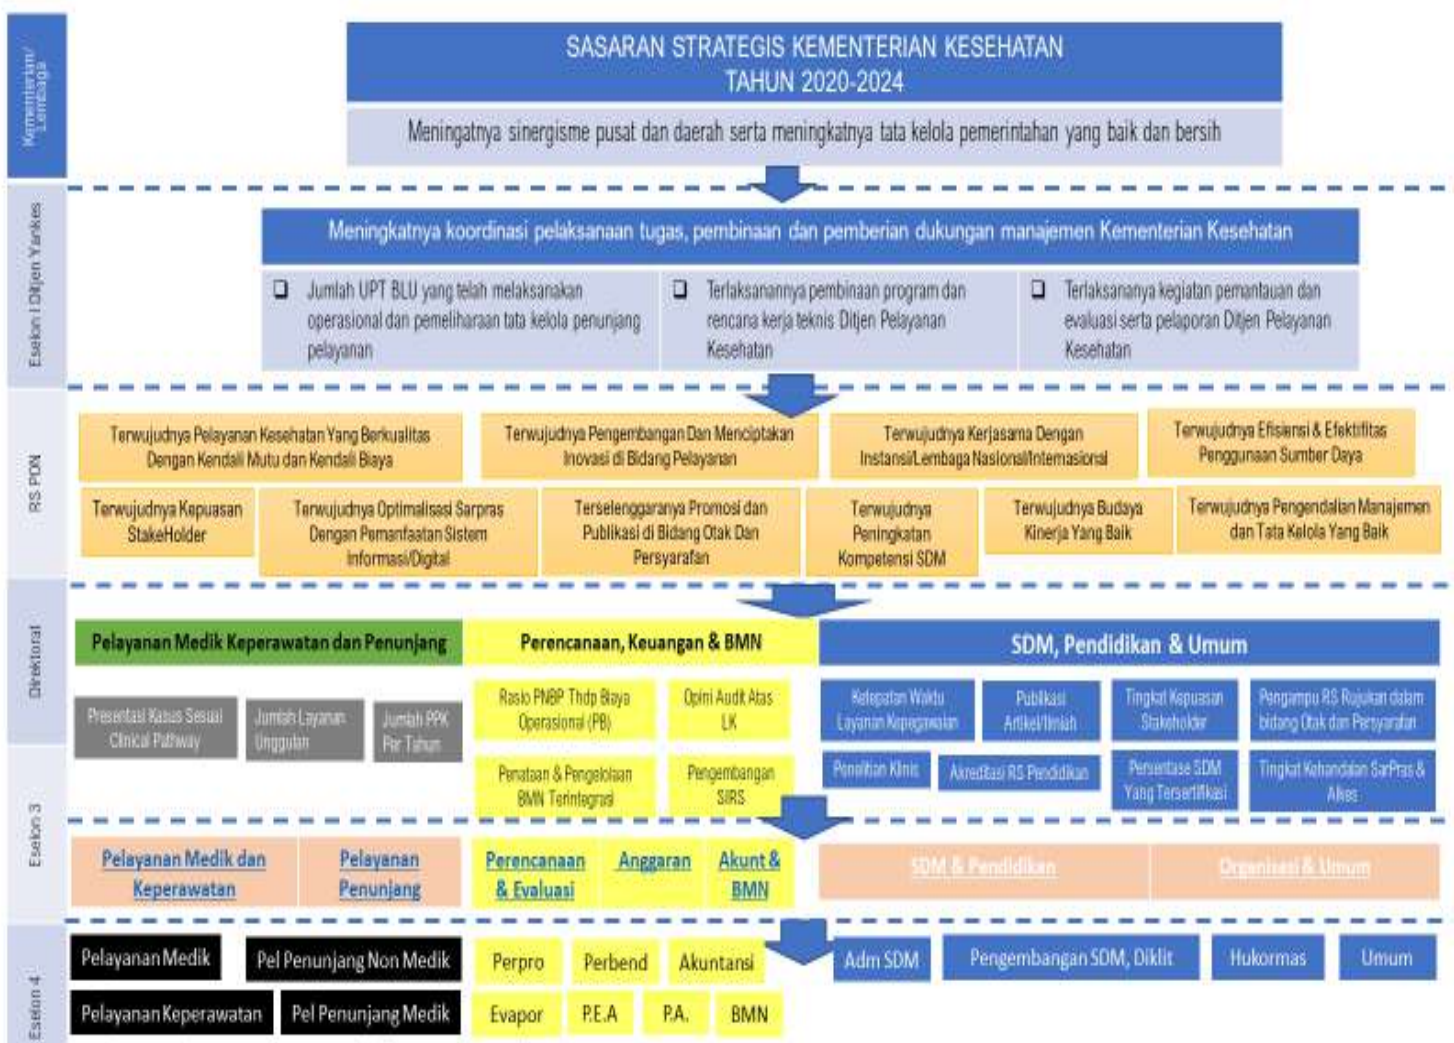 Kementerian/
Lembaga
SASARAN STRATEGIS KEMENTERIAN KESEHATAN
TAHUN 2020-2024
Meningatnya sinergisme pusat dan daerah serta meningkatnya tata kelola pemerintahan yang baik dan bersih
Eselon I Ditjen Yankes
Meningkatnya koordinasi pelaksanaan tugas, pembinaan dan pemberian dukungan manajemen Kementerian Kesehatan
Jumlah UPT BLU yang telah melaksanakan
operasional dan pemeliharaan tata kelola penunjang
pelayanan
Terlaksanannya pembinaan program dan
rencana kerja teknis Ditjen Pelayanan
Kesehatan
Terlaksananya kegiatan pemantauan dan
evaluasi serta pelaporan Ditjen Pelayanan
Kesehatan
RS PON
Terwujudnya Pelayanan Kesehatan Yang Berkualitas
Dengan Kendali Mutu dan Kendali Biaya
Terwujudnya Pengembangan Dan Menciptakan
Inovasi di Bidang Pelayanan
Terwujudnya Kerjasama Dengan
Instansi/Lembaga Nasional/Internasional
Terwujudnya Efisiensi & Efektifitas
Penggunaan Sumber Daya
Terwujudnya Kepuasan
StakeHolder
Terwujudnya Optimalisasi Sarpras
Dengan Pemanfaatan Sistem
Informasi/Digital
Terselenggaranya Promosi dan
Publikasi di Bidang Otak Dan
Persyarafan
Terwujudnya
Peningkatan
Kompetensi SDM
Terwujudnya Budaya
Kinerja Yang Baik
Terwujudnya Pengendalian Manajemen
dan Tata Kelola Yang Baik
Direktorat
Pelayanan Medik Keperawatan dan Penunjang
Perencanaan, Keuangan & BMN
SDM, Pendidikan & Umum
Presentasi Kasus Sesuai
Clinical Pathway
Jumlah Layanan
Unggulan
Jumlah PPK
Per Tahun
Rasio PNBP Thdp Biaya
Operasional (PB)
Opini Audit Atas
LK
Ketepatan Waktu
Layanan Kepegawaian
Publikasi
Artikel/Ilmiah
Tingkat Kepuasan
Stakeholder
Pengampu RS Rujukan dalam
bidang Otak dan Persyarafan
Penataan & Pengelolaan
BMN Terintegrasi
Pengembangan
SIRS
Penelitian Klinis
Akreditasi RS Pendidikan
Persentase SDM
Yang Tersertifikasi
Tingkat Kehandalan SarPras &
Alkes
Eselon 3
Pelayanan Medik dan
Keperawatan
Pelayanan
Penunjang
Perencanaan
& Evaluasi
Anggaran
Akunt &
BMN
SDM & Pendidikan
Organisasi & Umum
Eselon 4
Pelayanan Medik
Pel Penunjang Non Medik
Perpro
Perbend
Akuntansi
Adm SDM
Pengembangan SDM, Diklit
Hukormas
Umum
Pelayanan Keperawatan
Pel Penunjang Medik
Evapor
P.E.A
P.A.
BMN